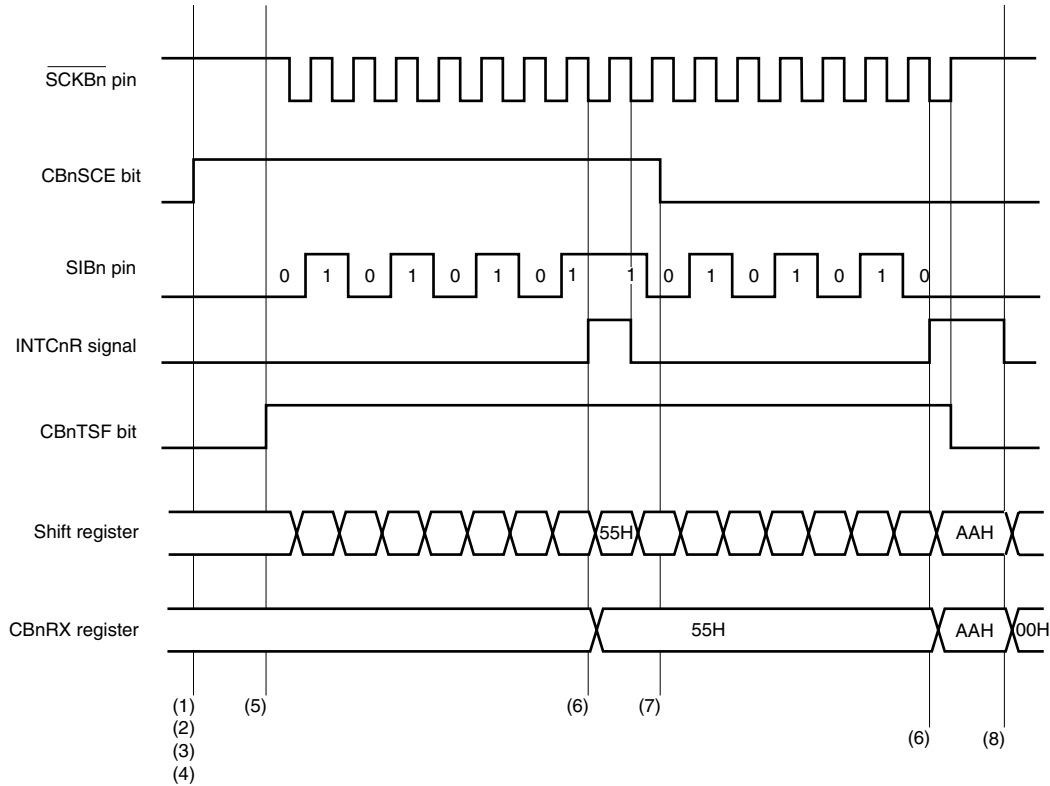 SCKBn pin
CBnSCE bit
SIBn pin
0 1 0 1 0 1 0 1 1 0 1 0 1 0 1 0
INTCnR signal
CBnTSF bit
Shift register
55H
AAH
CBnRX register
55H
AAH
00H
(1)
(2)
(3)
(4)
(5)
(6)
(7)
(6)
(8)